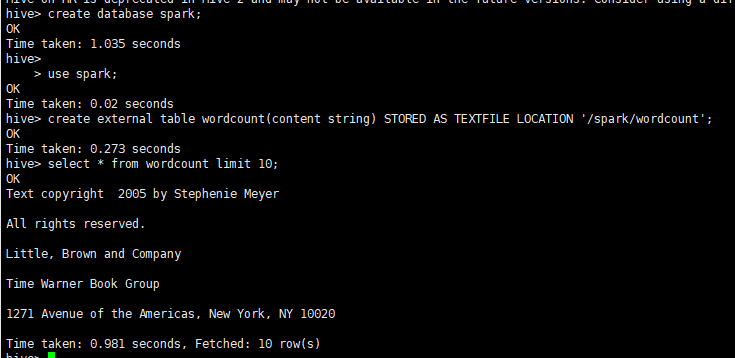 hive on MR is deprecated in Hive 2 and may not be available in the future versions. Consider using a dif
hive> create database spark;
OK
Time taken: 1.035 seconds
hive>
    > use spark;
OK
Time taken: 0.02 seconds
hive> create external table wordcount(content string) STORED AS TEXTFILE LOCATION '/spark/wordcount';
OK
Time taken: 0.273 seconds
hive> select * from wordcount limit 10;
OK
Text copyright  2005 by Stephenie Meyer
All rights reserved.
Little, Brown and Company
Time Warner Book Group
1271 Avenue of the Americas, New York, NY 10020
Time taken: 0.981 seconds, Fetched: 10 row(s)
hive>